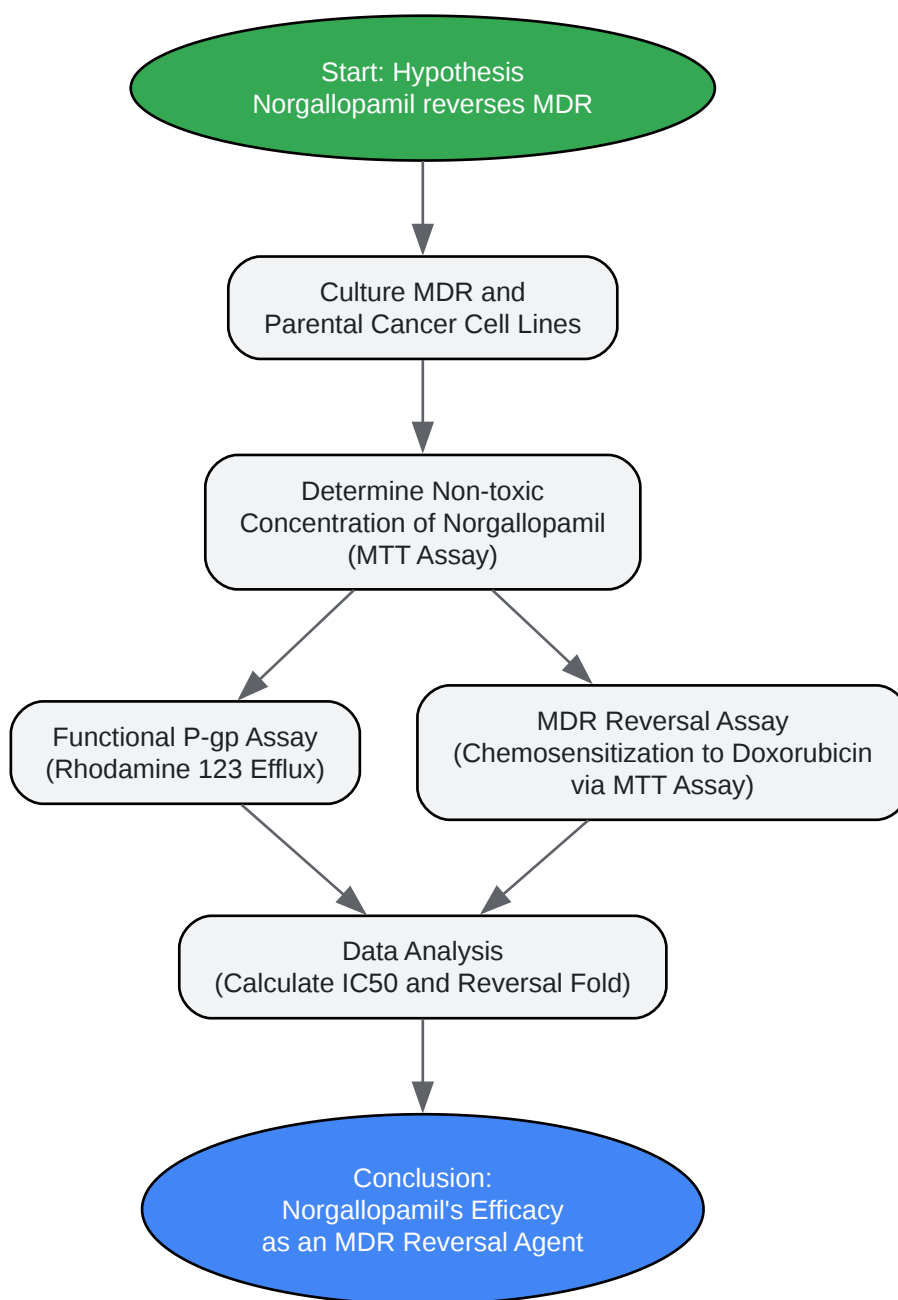 Start: Hypothesis
Norgallopamil reverses MDR
Culture MDR and
Parental Cancer Cell Lines
Determine Non-toxic
Concentration of Norgallopamil
(MTT Assay)
Functional P-gp Assay
(Rhodamine 123 Efflux)
MDR Reversal Assay
(Chemosensitization to Doxorubicin
via MTT Assay)
Data Analysis
(Calculate IC50 and Reversal Fold)
Conclusion:
Norgallopamil's Efficacy
as an MDR Reversal Agent